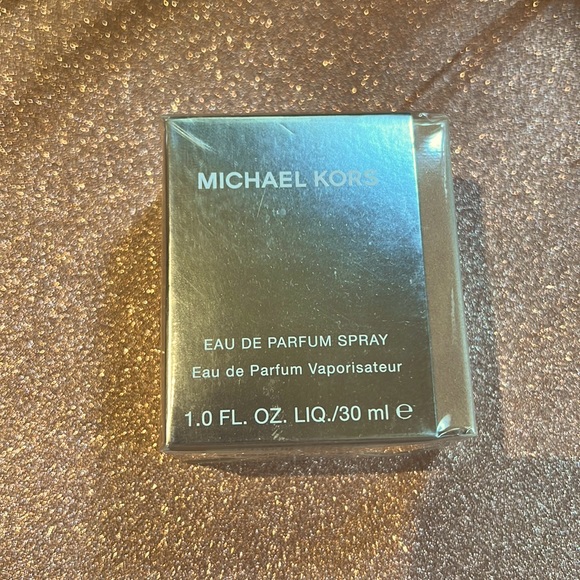 MICHAEL KORS
EAU DE PARFUM SPRAY
Eau de Parfum Vaporisateur
1.0 FL. OZ. LIQ./30 ml ℮